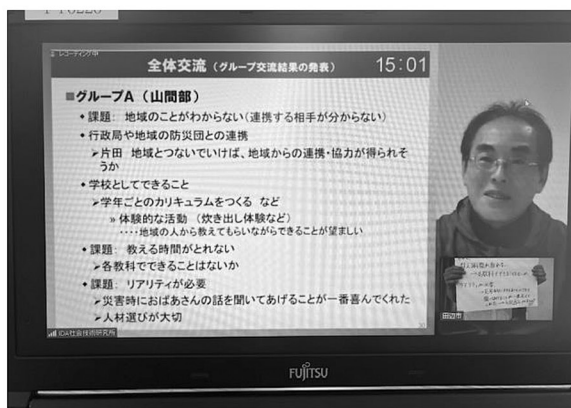 レコーディング中
全体交流（グループ交流結果の発表）
15:01
■グループA（山間部）
◆課題： 地域のことがわからない（連携する相手が分からない）
◆行政局や地域の防災団との連携
➢片田 地域とつないでいけば、地域からの連携・協力が得られそ
うか
◆学校としてできること
➢学年ごとのカリキュラムをつくる など
» 体験的な活動 （炊き出し体験など）
‥‥地域の人から教えてもらいながらできることが望ましい
◆課題： 教える時間がとれない
➢各教科でできることはないか
◆課題： リアリティが必要
➢災害時におばあさんの話を聞いてあげることが一番喜んでくれた
➢人材選びが大切
30
IDA社会技術研究所
田辺市
FUJITSU